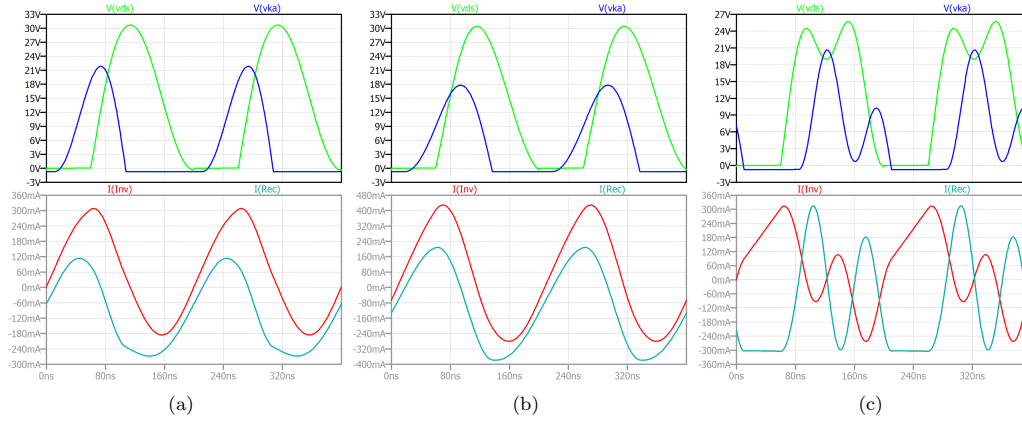 V(vds) V(vka)
33V
30V
27V
24V
21V
18V
15V
12V
9V
6V
3V
0V
-3V
I(Inv) I(Rec)
360mA
300mA
240mA
180mA
120mA
60mA
0mA
-60mA
-120mA
-180mA
-240mA
-300mA
0ns 80ns 160ns 240ns 320ns
(a)
V(vds) V(vka)
33V
30V
27V
24V
21V
18V
15V
12V
9V
6V
3V
0V
-3V
I(Inv) I(Rec)
480mA
400mA
320mA
240mA
160mA
80mA
0mA
-80mA
-160mA
-240mA
-320mA
-400mA
0ns 80ns 160ns 240ns 320ns
(b)
V(vds) V(vka)
27V
24V
21V
18V
15V
12V
9V
6V
3V
0V
-3V
I(Inv) I(Rec)
360mA
300mA
240mA
180mA
120mA
60mA
0mA
-60mA
-120mA
-180mA
-240mA
-300mA
-360mA
0ns 80ns 160ns 240ns 320ns
(c)